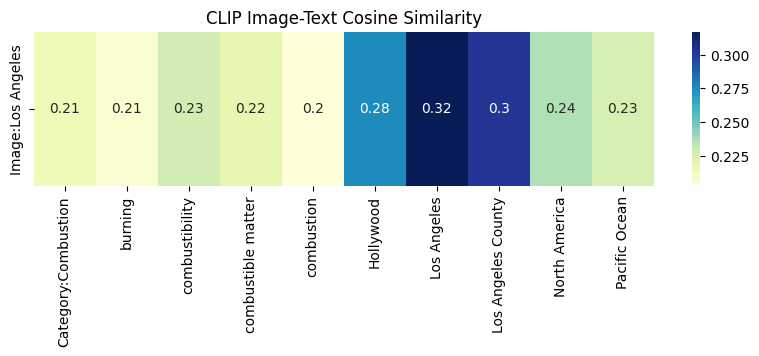 CLIP Image-Text Cosine Similarity
Image:Los Angeles
0.21 0.21 0.23 0.22 0.2 0.28 0.32 0.3 0.24 0.23
0.300
0.275
0.250
0.225
Category:Combustion
burning
combustibility
combustible matter
combustion
Hollywood
Los Angeles
Los Angeles County
North America
Pacific Ocean